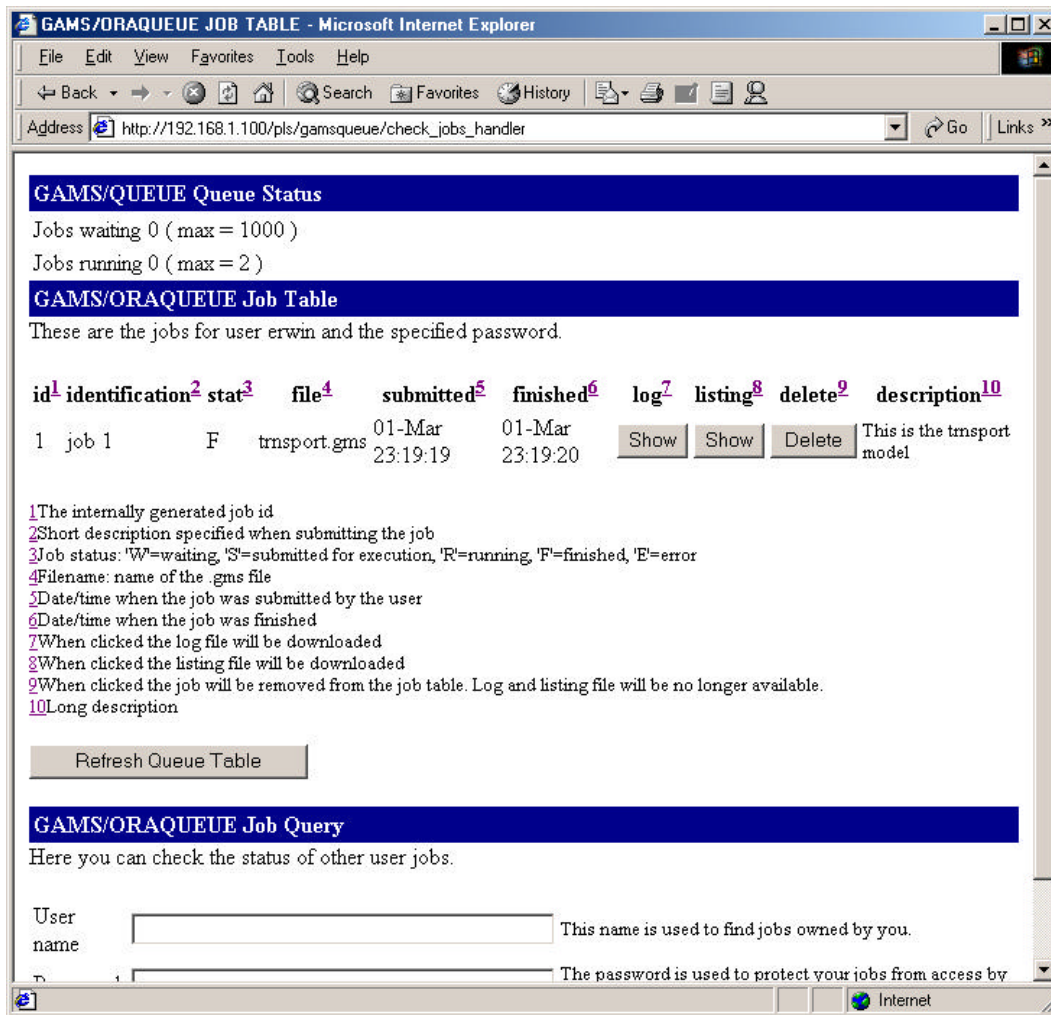 GAMS/ORAQUEUE JOB TABLE - Microsoft Internet Explorer
File Edit View Favorites Tools Help
Back Search Favorites History
Address http://192.168.1.100/pls/gamsqueue/check_jobs_handler Go Links »
GAMS/QUEUE Queue Status
Jobs waiting 0 ( max = 1000 )
Jobs running 0 ( max = 2 )
GAMS/ORAQUEUE Job Table
These are the jobs for user erwin and the specified password.
id1 identification2 stat3 file4 submitted5 finished6 log7 listing8 delete9 description10
1 job 1 F trnsport.gms 01-Mar 23:19:19 01-Mar 23:19:20 Show Show Delete This is the trnsport model
1The internally generated job id
2Short description specified when submitting the job
3Job status: 'W'=waiting, 'S'=submitted for execution, 'R'=running, 'F'=finished, 'E'=error
4Filename: name of the .gms file
5Date/time when the job was submitted by the user
6Date/time when the job was finished
7When clicked the log file will be downloaded
8When clicked the listing file will be downloaded
9When clicked the job will be removed from the job table. Log and listing file will be no longer available.
10Long description
Refresh Queue Table
GAMS/ORAQUEUE Job Query
Here you can check the status of other user jobs.
User name This name is used to find jobs owned by you.
The password is used to protect your jobs from access by
Internet